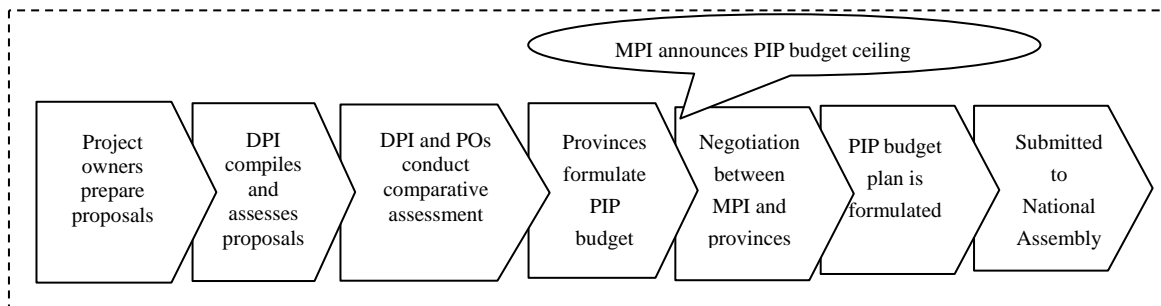 MPI announces PIP budget ceiling
Project
owners
prepare
proposals
DPI
compiles
and
assesses
proposals
DPI and POs
conduct
comparative
assessment
Provinces
formulate
PIP
budget
Negotiation
between
MPI and
provinces
PIP budget
plan is
formulated
Submitted
to
National
Assembly